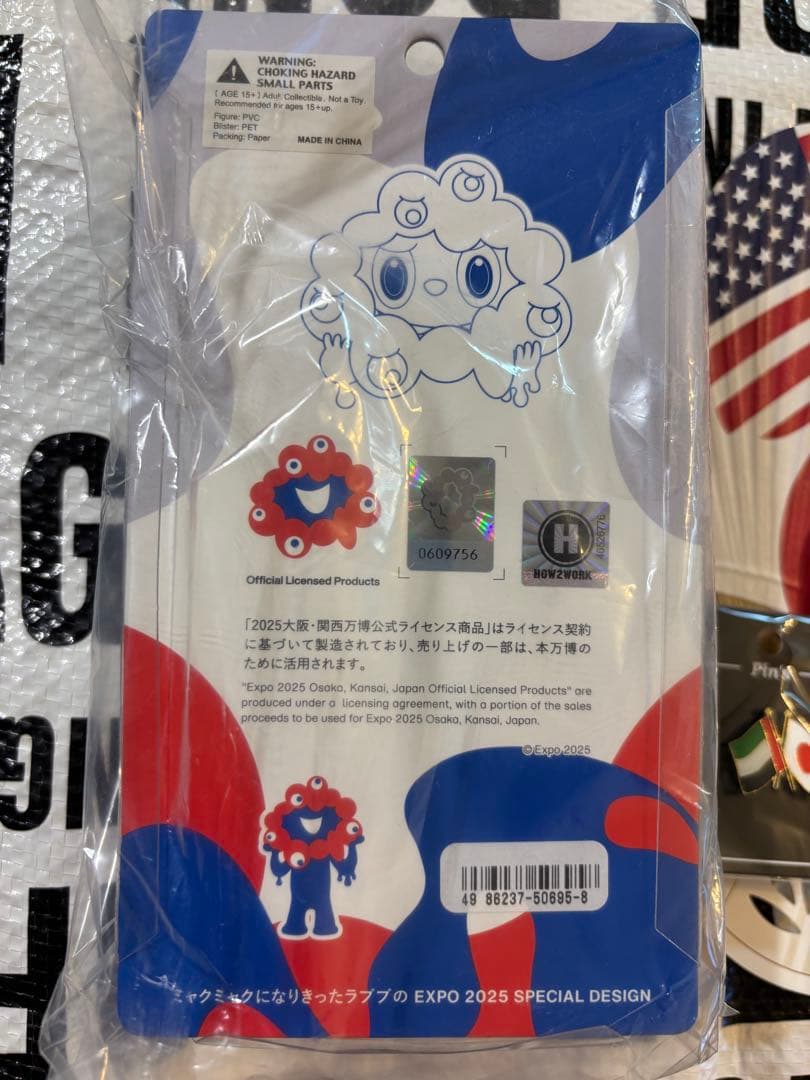 WARNING:
CHOKING HAZARD
SMALL PARTS
[ AGE 15+ ] Adult Collectible. Not a Toy.
Recommended for ages 15+up.
Figure: PVC
Blister: PET
Packing: Paper
MADE IN CHINA
0609756
H
HOW2WORK
46526776
Official Licensed Products
「2025大阪・関西万博公式ライセンス商品」はライセンス契約
に基づいて製造されており、売り上げの一部は、本万博の
ために活用されます。
"Expo 2025 Osaka, Kansai, Japan Official Licensed Products" are
produced under a licensing agreement, with a portion of the sales
proceeds to be used for Expo 2025 Osaka, Kansai, Japan.
©Expo 2025
49 86237-50695-8
ミャクミャクになりきったラブブの EXPO 2025 SPECIAL DESIGN